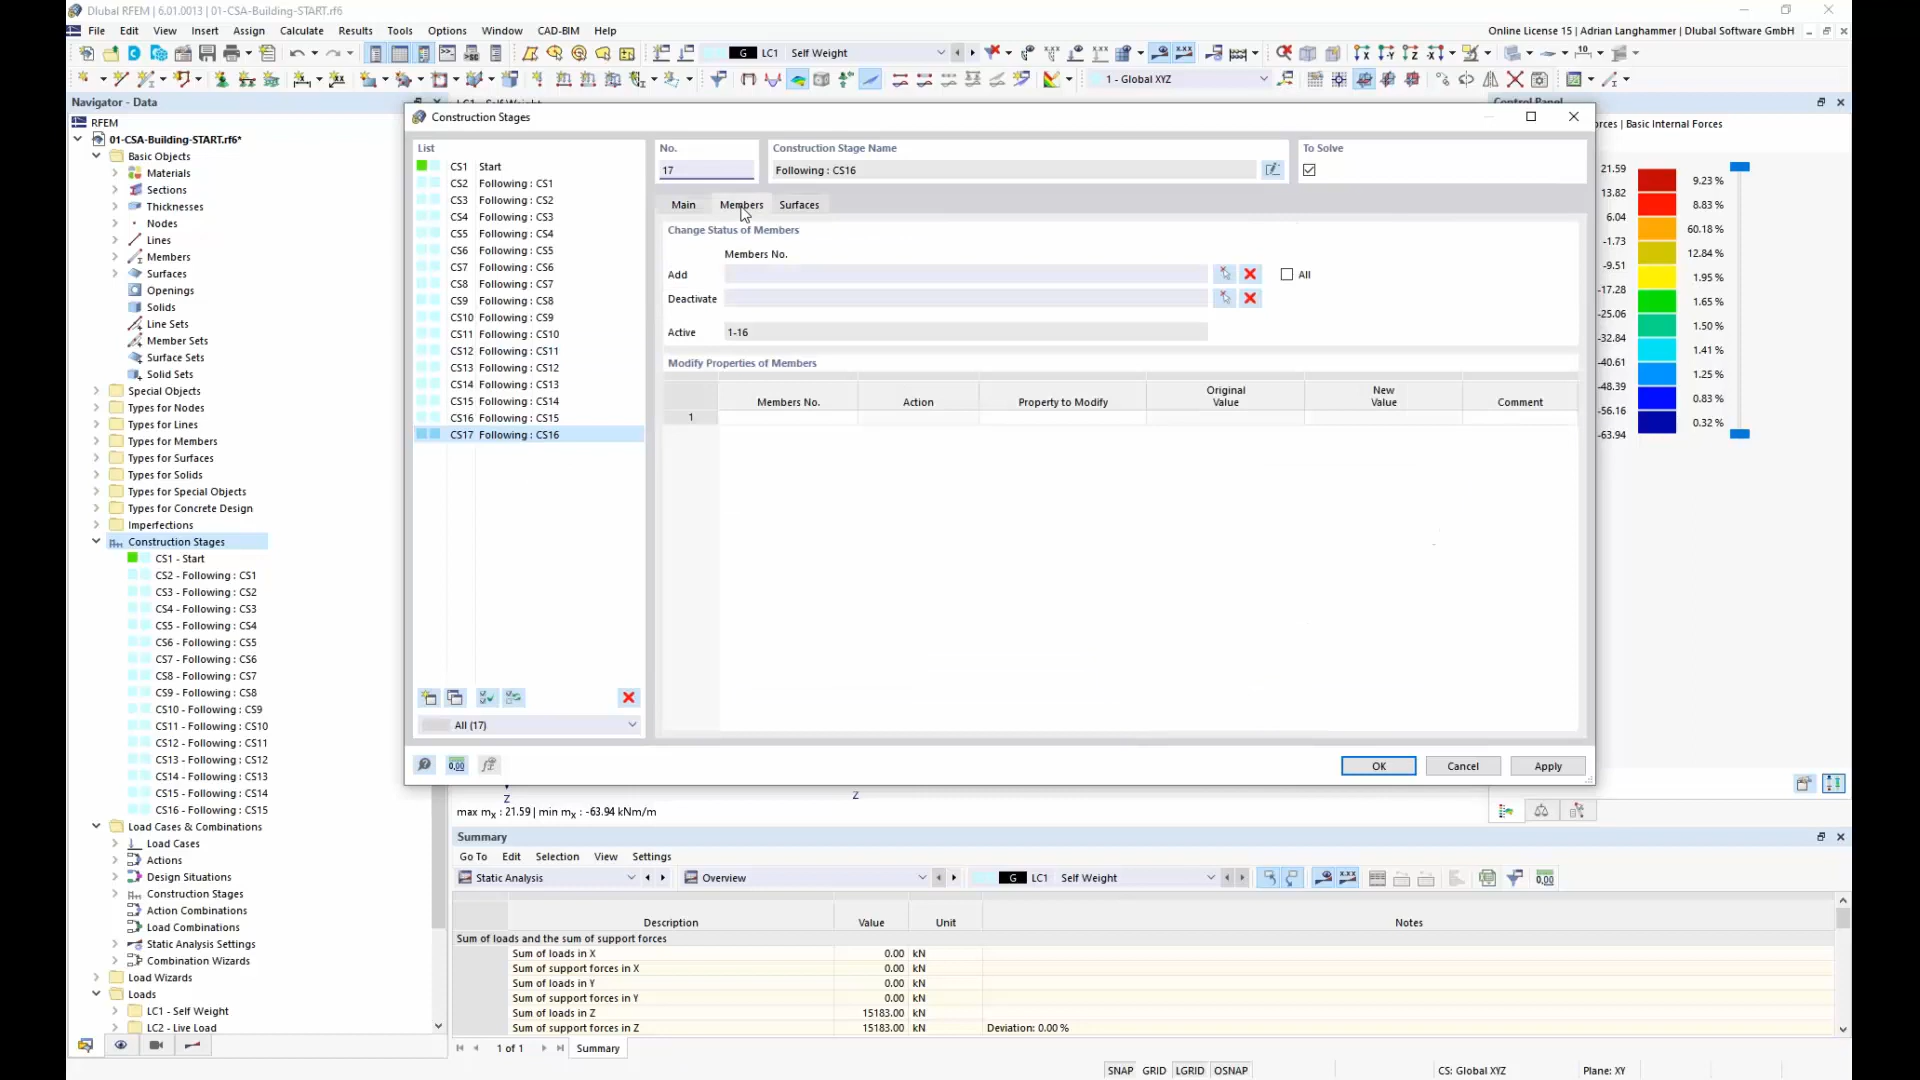 Dlubal RFEM | 6.01.0013 | 01-CSA-Building-START.rf6*
File Edit View Insert Assign Calculate Results Tools Options Window CAD-BIM Help
Online License 15 | Adrian Langhammer | Dlubal Software GmbH
G LC1 Self Weight
1 - Global XYZ
Navigator - Data
RFEM
01-CSA-Building-START.rf6*
Basic Objects
Materials
Sections
Thicknesses
Nodes
Lines
Members
Surfaces
Openings
Solids
Line Sets
Member Sets
Surface Sets
Solid Sets
Special Objects
Types for Nodes
Types for Lines
Types for Members
Types for Surfaces
Types for Solids
Types for Special Objects
Types for Concrete Design
Imperfections
Construction Stages
CS1 - Start
CS2 - Following : CS1
CS3 - Following : CS2
CS4 - Following : CS3
CS5 - Following : CS4
CS6 - Following : CS5
CS7 - Following : CS6
CS8 - Following : CS7
CS9 - Following : CS8
CS10 - Following : CS9
CS11 - Following : CS10
CS12 - Following : CS11
CS13 - Following : CS12
CS14 - Following : CS13
CS15 - Following : CS14
CS16 - Following : CS15
Load Cases & Combinations
Load Cases
Actions
Design Situations
Construction Stages
Action Combinations
Load Combinations
Static Analysis Settings
Combination Wizards
Load Wizards
Loads
LC1 - Self Weight
LC2 - Live Load
Construction Stages
List
CS1 Start
CS2 Following : CS1
CS3 Following : CS2
CS4 Following : CS3
CS5 Following : CS4
CS6 Following : CS5
CS7 Following : CS6
CS8 Following : CS7
CS9 Following : CS8
CS10 Following : CS9
CS11 Following : CS10
CS12 Following : CS11
CS13 Following : CS12
CS14 Following : CS13
CS15 Following : CS14
CS16 Following : CS15
CS17 Following : CS16
All (17)
No.
17
Construction Stage Name
Following : CS16
To Solve
Main Members Surfaces
Change Status of Members
Members No.
Add
All
Deactivate
Active 1-16
Modify Properties of Members
Members No. Action Property to Modify Original Value New Value Comment
1
OK Cancel Apply
Control Panel
rces | Basic Internal Forces
21.59
13.82
6.04
-1.73
-9.51
-17.28
-25.06
-32.84
-40.61
-48.39
-56.16
-63.94
9.23 %
8.83 %
60.18 %
12.84 %
1.95 %
1.65 %
1.50 %
1.41 %
1.25 %
0.83 %
0.32 %
Z
Z
max mx : 21.59 | min mx : -63.94 kNm/m
Summary
Go To Edit Selection View Settings
Static Analysis Overview G LC1 Self Weight
Description Value Unit Notes
Sum of loads and the sum of support forces
Sum of loads in X 0.00 kN
Sum of support forces in X 0.00 kN
Sum of loads in Y 0.00 kN
Sum of support forces in Y 0.00 kN
Sum of loads in Z 15183.00 kN
Sum of support forces in Z 15183.00 kN Deviation: 0.00 %
1 of 1 Summary
SNAP GRID LGRID OSNAP CS: Global XYZ Plane: XY